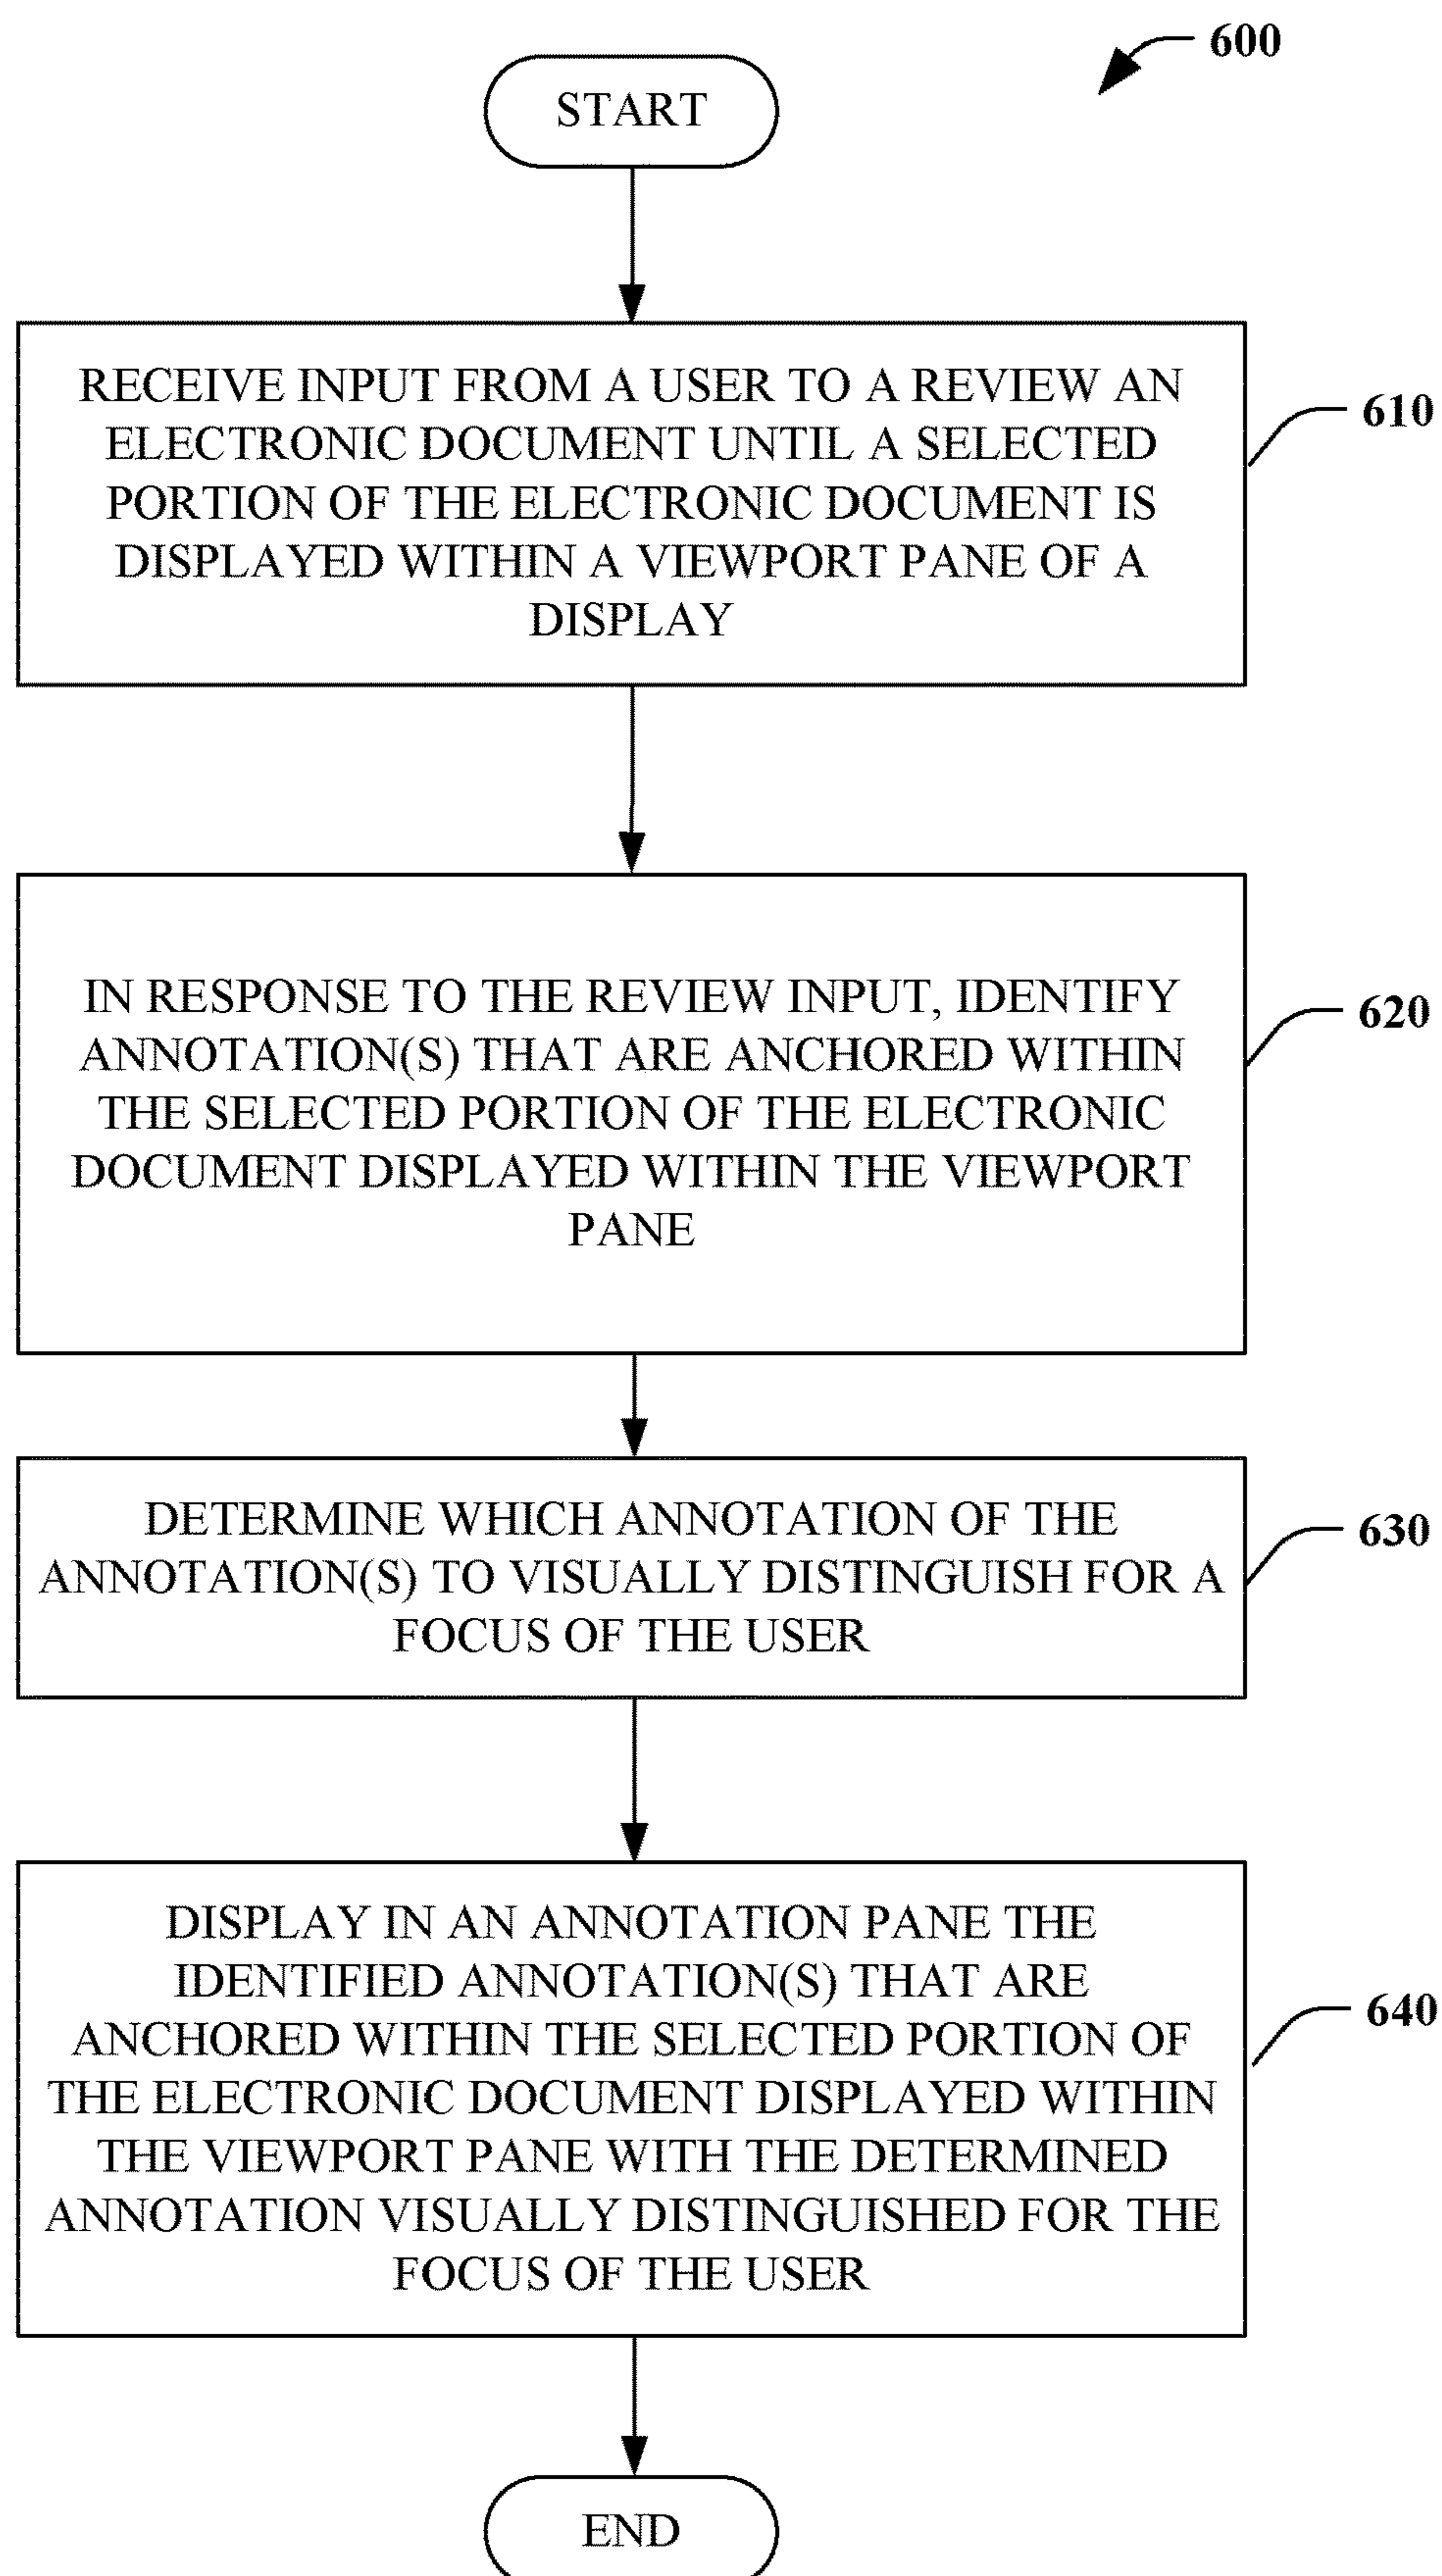 600
START
RECEIVE INPUT FROM A USER TO A REVIEW AN
ELECTRONIC DOCUMENT UNTIL A SELECTED
PORTION OF THE ELECTRONIC DOCUMENT IS
DISPLAYED WITHIN A VIEWPORT PANE OF A
DISPLAY
610
IN RESPONSE TO THE REVIEW INPUT, IDENTIFY
ANNOTATION(S) THAT ARE ANCHORED WITHIN
THE SELECTED PORTION OF THE ELECTRONIC
DOCUMENT DISPLAYED WITHIN THE VIEWPORT
PANE
620
DETERMINE WHICH ANNOTATION OF THE
ANNOTATION(S) TO VISUALLY DISTINGUISH FOR A
FOCUS OF THE USER
630
DISPLAY IN AN ANNOTATION PANE THE
IDENTIFIED ANNOTATION(S) THAT ARE
ANCHORED WITHIN THE SELECTED PORTION OF
THE ELECTRONIC DOCUMENT DISPLAYED WITHIN
THE VIEWPORT PANE WITH THE DETERMINED
ANNOTATION VISUALLY DISTINGUISHED FOR THE
FOCUS OF THE USER
640
END